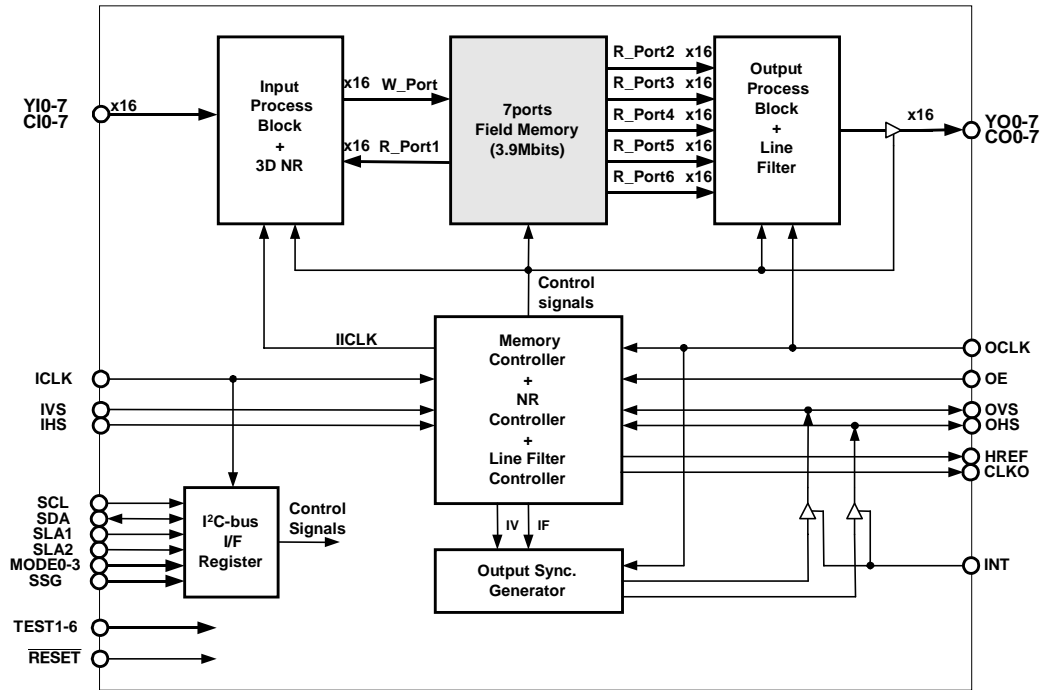 YI0-7
CI0-7
x16
Input
Process
Block
+
3D NR
x16 W_Port
x16 R_Port1
7ports
Field Memory
(3.9Mbits)
R_Port2 x16
R_Port3 x16
R_Port4 x16
R_Port5 x16
R_Port6 x16
Output
Process
Block
+
Line
Filter
x16
YO0-7
CO0-7
Control
signals
IICLK
Memory
Controller
+
NR
Controller
+
Line Filter
Controller
ICLK
IVS
IHS
OCLK
OE
OVS
OHS
HREF
CLKO
INT
SCL
SDA
SLA1
SLA2
MODE0-3
SSG
I²C-bus
I/F
Register
Control
Signals
IV IF
Output Sync.
Generator
TEST1-6
RESET